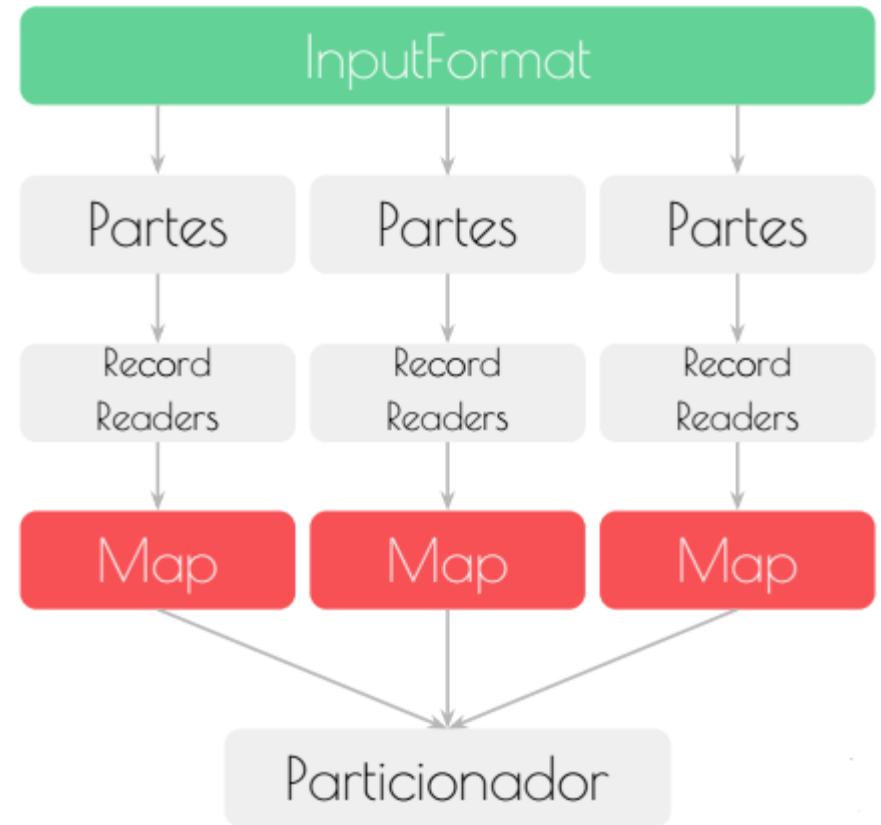 InputFormat
Partes Partes Partes
Record Record Record
Readers Readers Readers
Map Map Map
Particionador